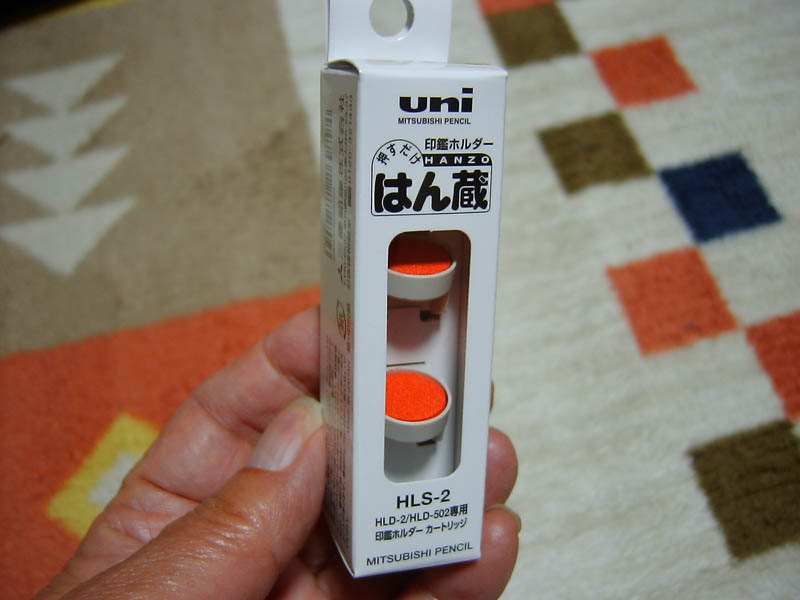 uni
MITSUBISHI PENCIL
印鑑ホルダー
押すだけ
HANZO
はん蔵
HLS-2
HLD-2/HLD-502専用
印鑑ホルダー カートリッジ
MITSUBISHI PENCIL